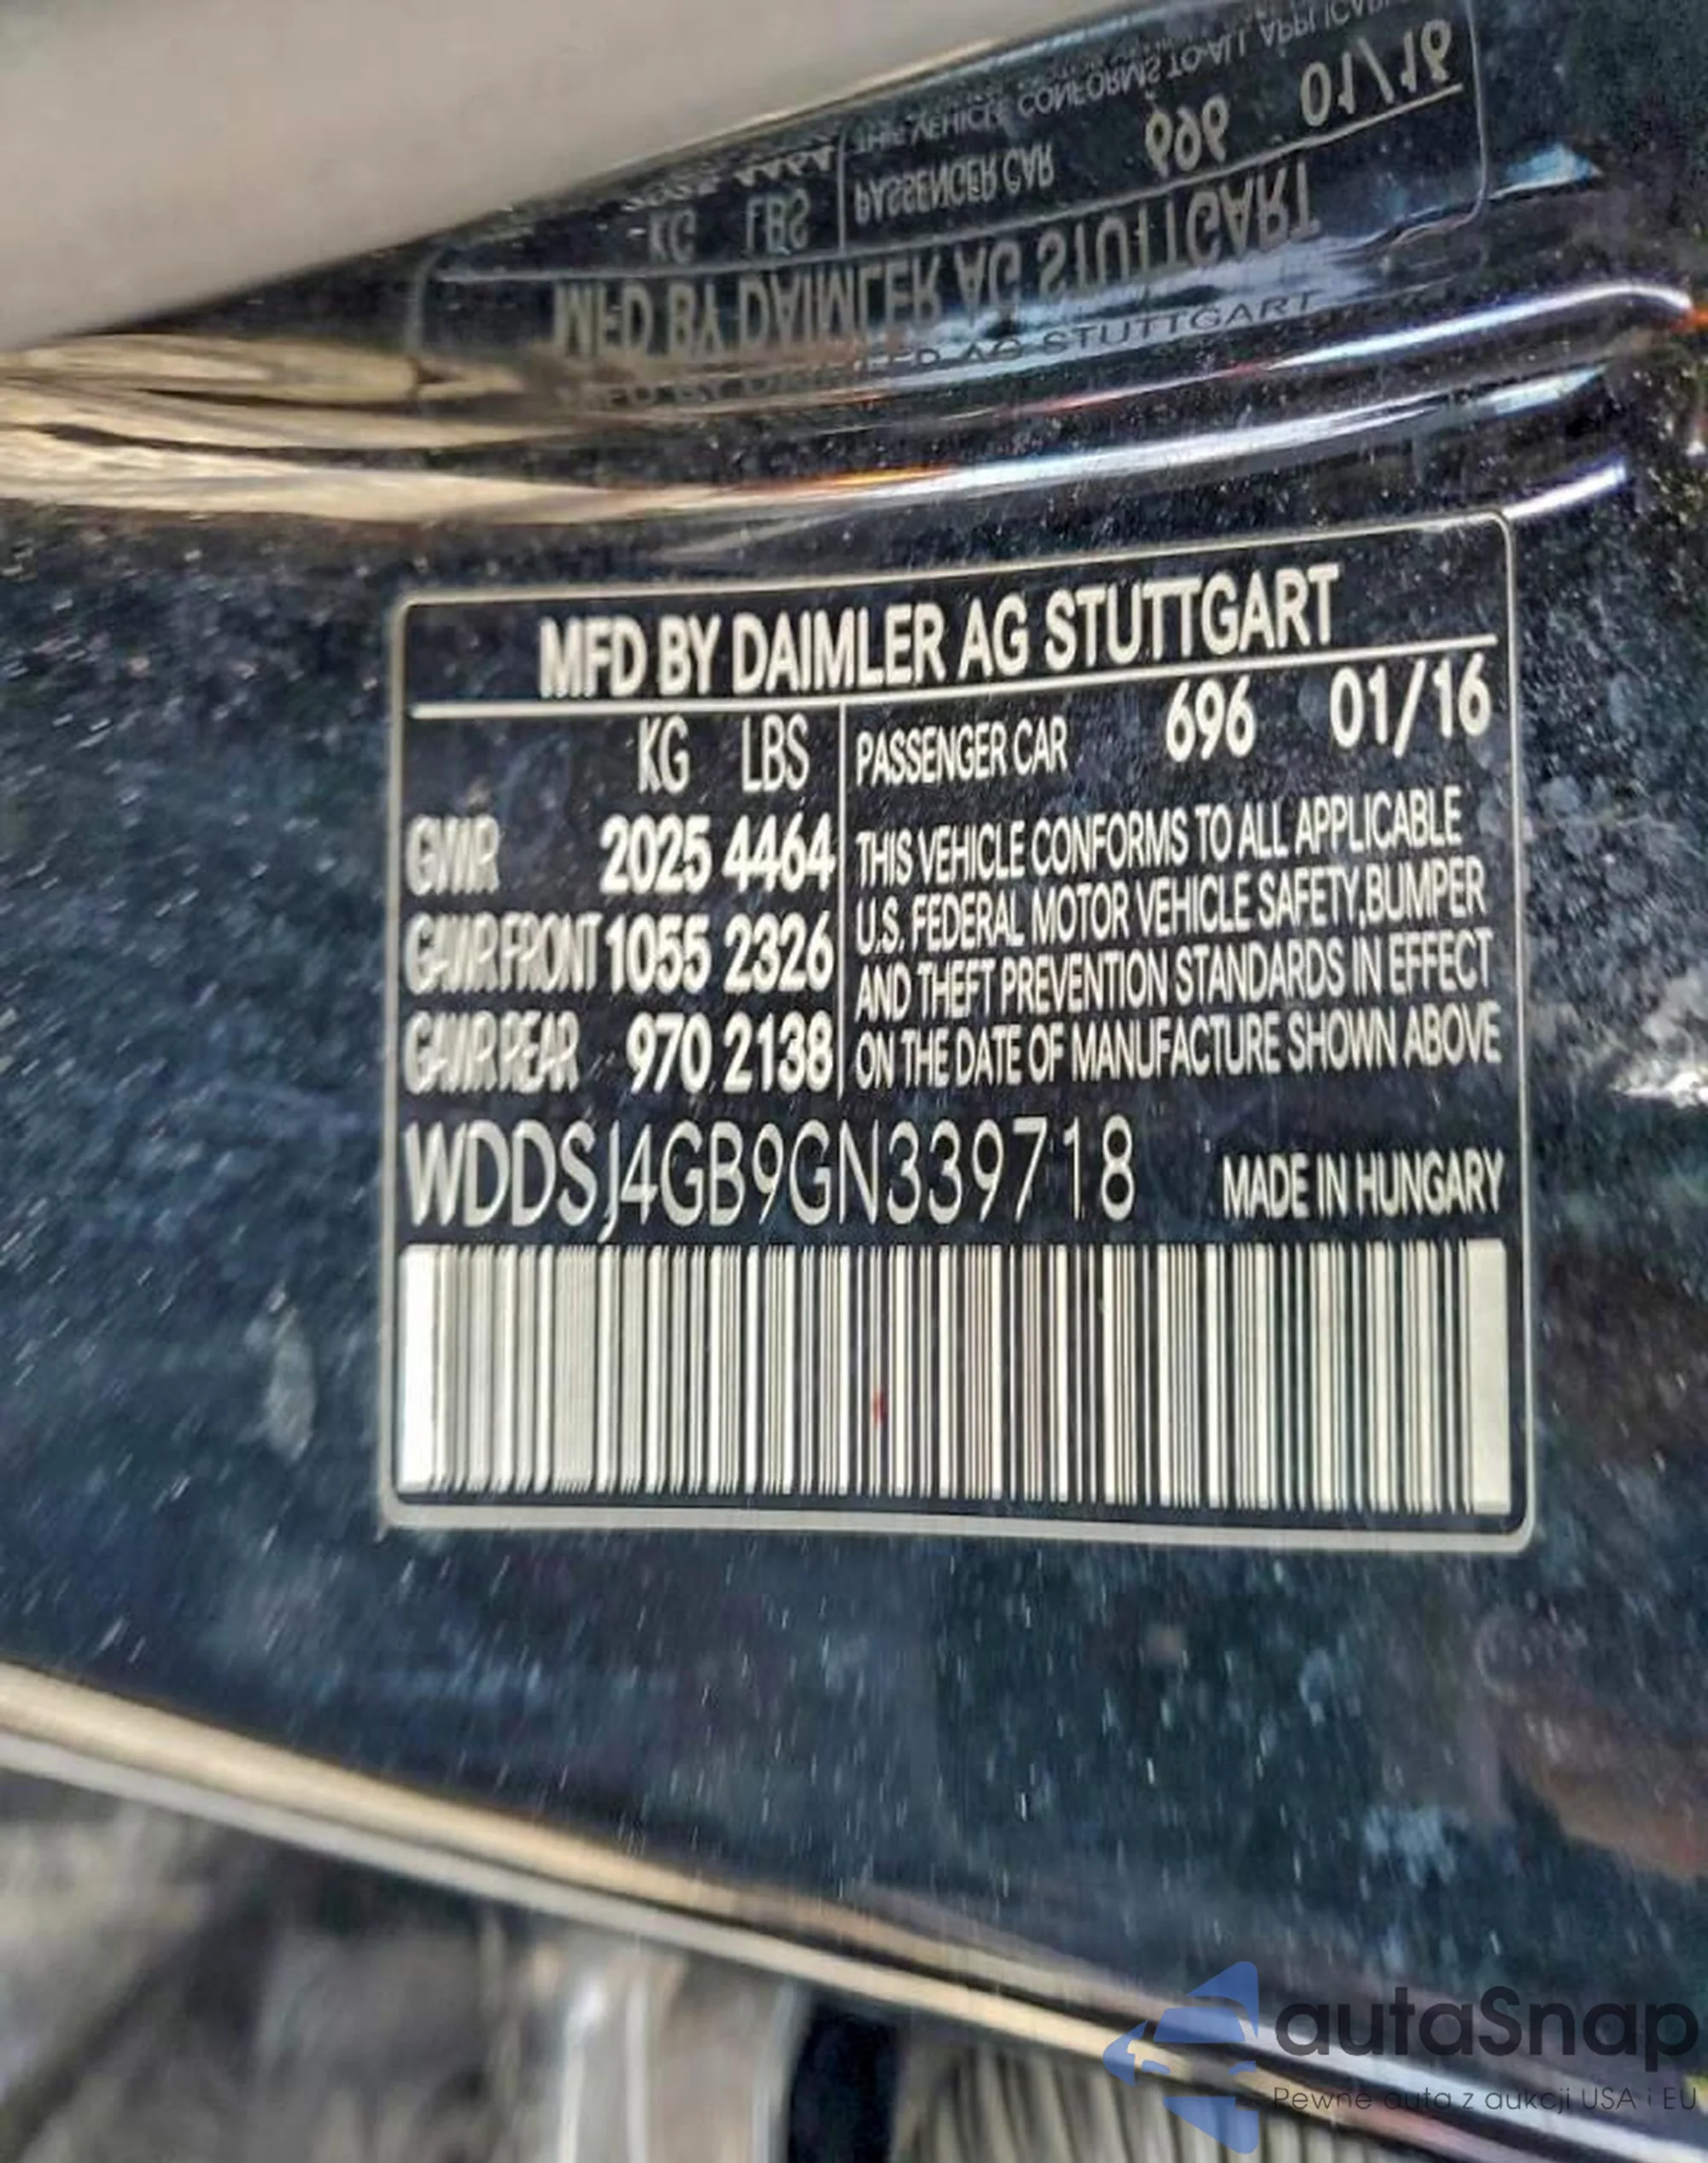 MFD BY DAIMLER AG STUTTGART
KG LBS PASSENGER CAR 696 01/16
GVWR 2025 4464
GAWR FRONT 1055 2326
GAWR REAR 970 2138
THIS VEHICLE CONFORMS TO ALL APPLICABLE
U.S. FEDERAL MOTOR VEHICLE SAFETY, BUMPER
AND THEFT PREVENTION STANDARDS IN EFFECT
ON THE DATE OF MANUFACTURE SHOWN ABOVE
WDDSJ4GB9GN339718 MADE IN HUNGARY
autaSnap
Pewne auta z aukcji USA i EU